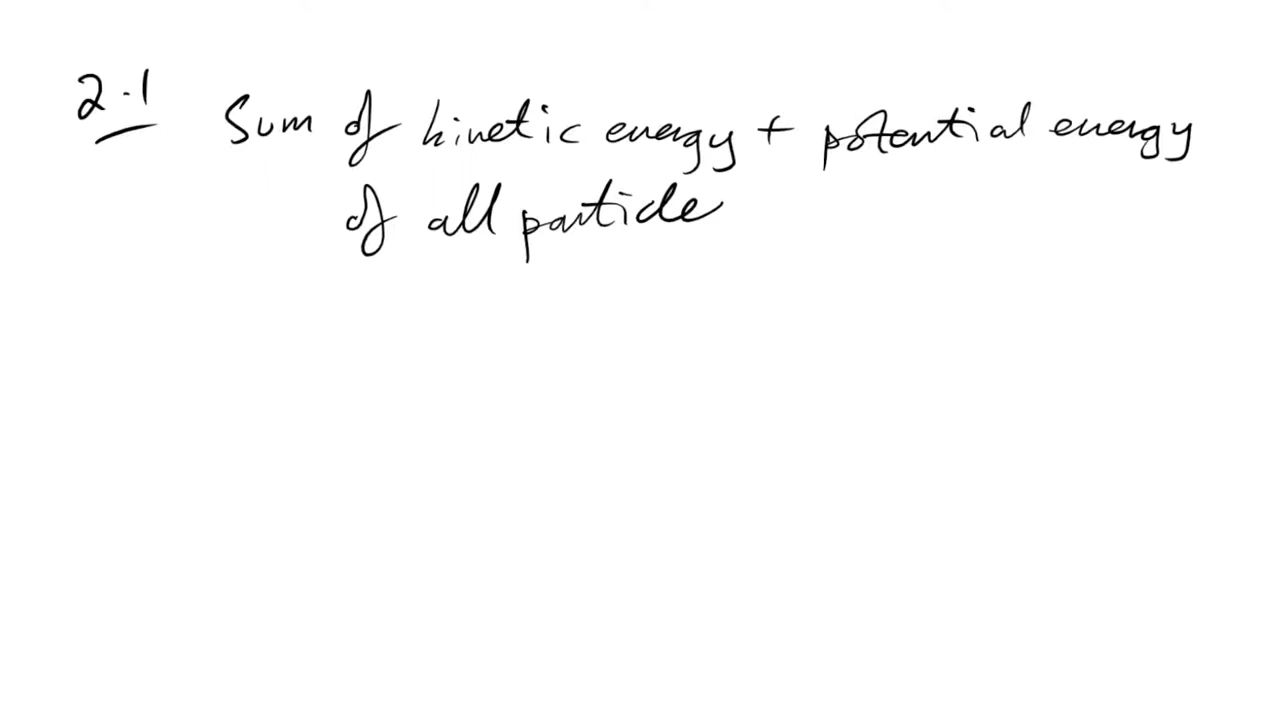 2.1 Sum of kinetic energy + potential energy
of all particle